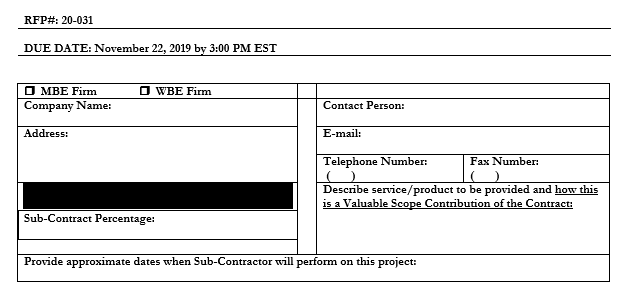 RFP#: 20-031
DUE DATE: November 22, 2019 by 3:00 PM EST
❒ MBE Firm ❒ WBE Firm
Company Name:
Contact Person:
Address:
E-mail:
Telephone Number:
( )
Fax Number:
( )
Describe service/product to be provided and how this
is a Valuable Scope Contribution of the Contract:
Sub-Contract Percentage:
Provide approximate dates when Sub-Contractor will perform on this project: